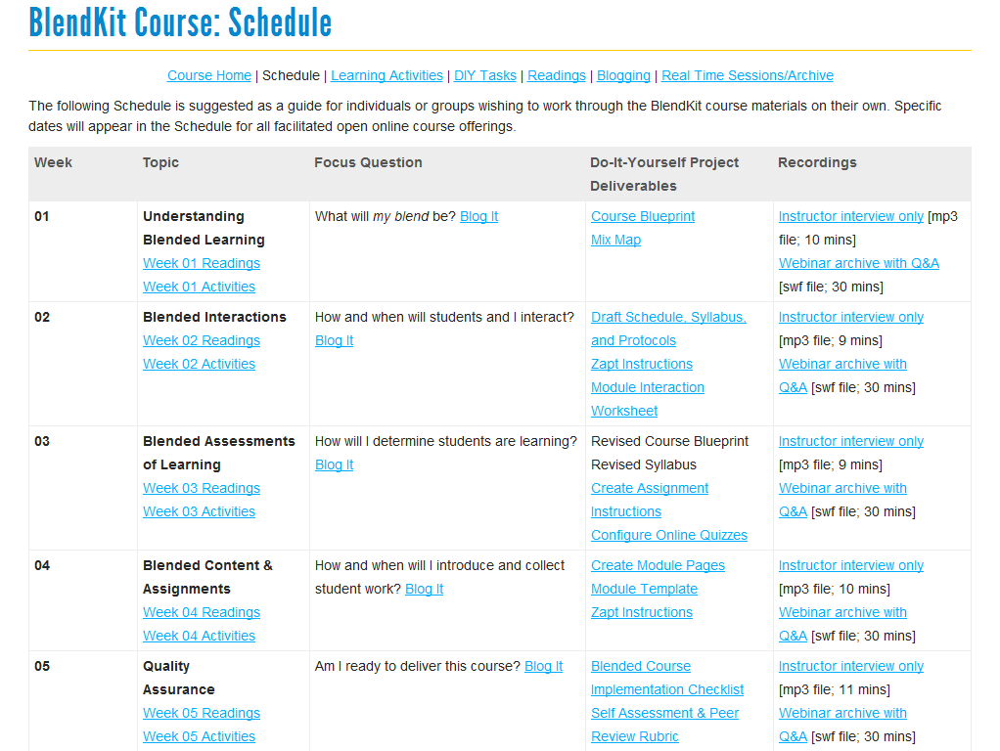 BlendKit Course: Schedule
Course Home | Schedule | Learning Activities | DIY Tasks | Readings | Blogging | Real Time Sessions/Archive
The following Schedule is suggested as a guide for individuals or groups wishing to work through the BlendKit course materials on their own. Specific
dates will appear in the Schedule for all facilitated open online course offerings.
Week
Topic
Focus Question
Do-It-Yourself Project
Deliverables
Recordings
01
Understanding
Blended Learning
Week 01 Readings
Week 01 Activities
What will my blend be? Blog It
Course Blueprint
Mix Map
Instructor interview only [mp3
file; 10 mins]
Webinar archive with Q&A
[swf file; 30 mins]
02
Blended Interactions
Week 02 Readings
Week 02 Activities
How and when will students and I interact?
Blog It
Draft Schedule, Syllabus,
and Protocols
Zapt Instructions
Module Interaction
Worksheet
Instructor interview only
[mp3 file; 9 mins]
Webinar archive with
Q&A [swf file; 30 mins]
03
Blended Assessments
of Learning
Week 03 Readings
Week 03 Activities
How will I determine students are learning?
Blog It
Revised Course Blueprint
Revised Syllabus
Create Assignment
Instructions
Configure Online Quizzes
Instructor interview only
[mp3 file; 9 mins]
Webinar archive with
Q&A [swf file; 30 mins]
04
Blended Content &
Assignments
Week 04 Readings
Week 04 Activities
How and when will I introduce and collect
student work? Blog It
Create Module Pages
Module Template
Zapt Instructions
Instructor interview only
[mp3 file; 10 mins]
Webinar archive with
Q&A [swf file; 30 mins]
05
Quality
Assurance
Week 05 Readings
Week 05 Activities
Am I ready to deliver this course? Blog It
Blended Course
Implementation Checklist
Self Assessment & Peer
Review Rubric
Instructor interview only
[mp3 file; 11 mins]
Webinar archive with
Q&A [swf file; 30 mins]